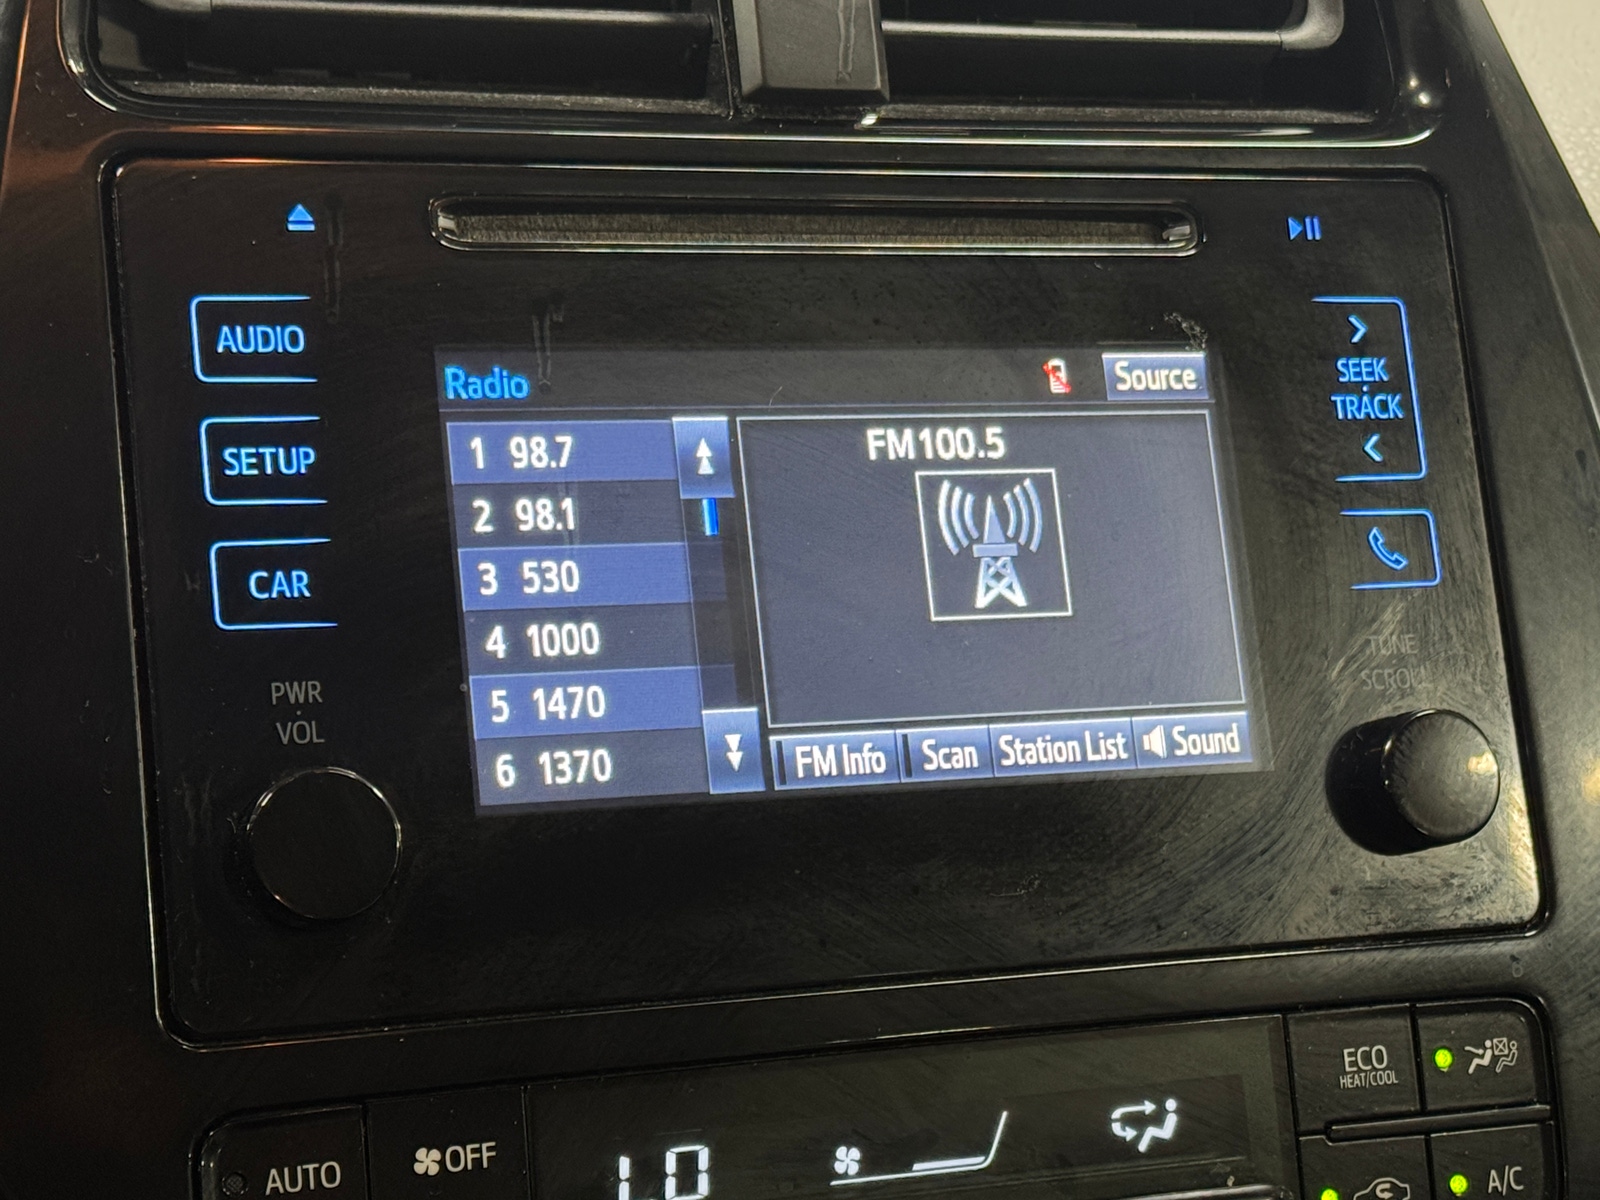 AUDIO
SETUP
CAR
PWR
VOL
Radio
Source
1 98.7
2 98.1
3 530
4 1000
5 1470
6 1370
FM100.5
FM Info
Scan
Station List
Sound
SEEK
TRACK
TUNE
SCROLL
AUTO
OFF
LO
ECO
HEAT/COOL
A/C